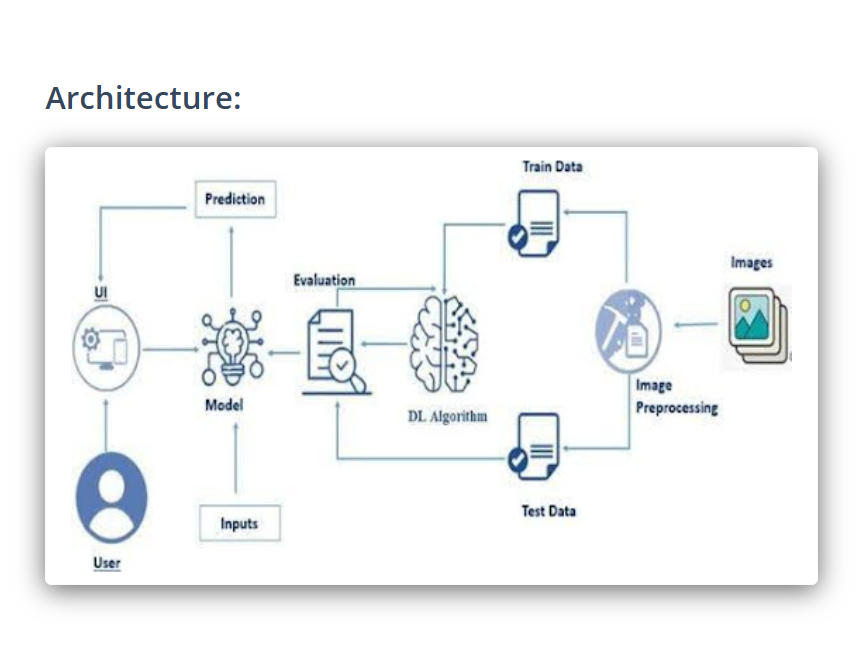 Architecture:
Train Data
Prediction
Images
Evaluation
UI
Image
Preprocessing
Model
DL Algorithm
Test Data
Inputs
User